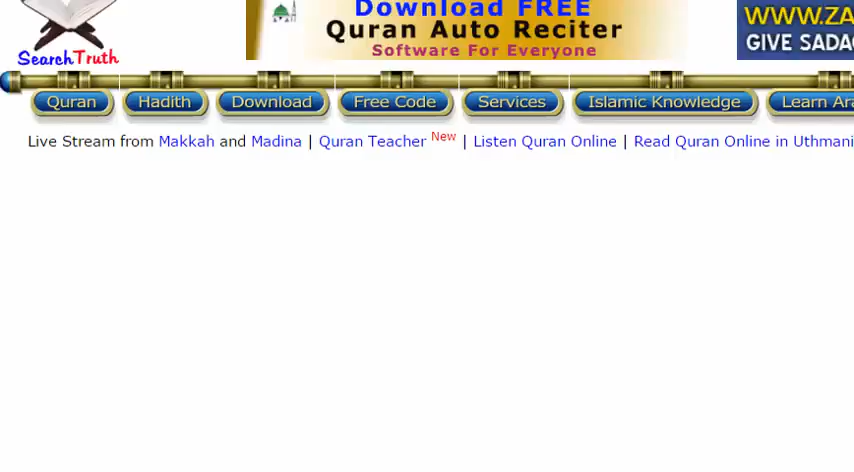 Download FREE
Quran Auto Reciter
Software For Everyone
WWW.ZA
GIVE SADA
SearchTruth
Quran Hadith Download Free Code Services Islamic Knowledge Learn Ara
Live Stream from Makkah and Madina | Quran Teacher New | Listen Quran Online | Read Quran Online in Uthmani